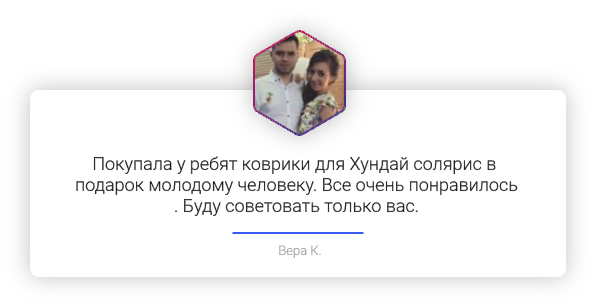 Покупала у ребят коврики для Хундай солярис в
подарок молодому человеку. Все очень понравилось
. Буду советовать только вас.
Вера К.